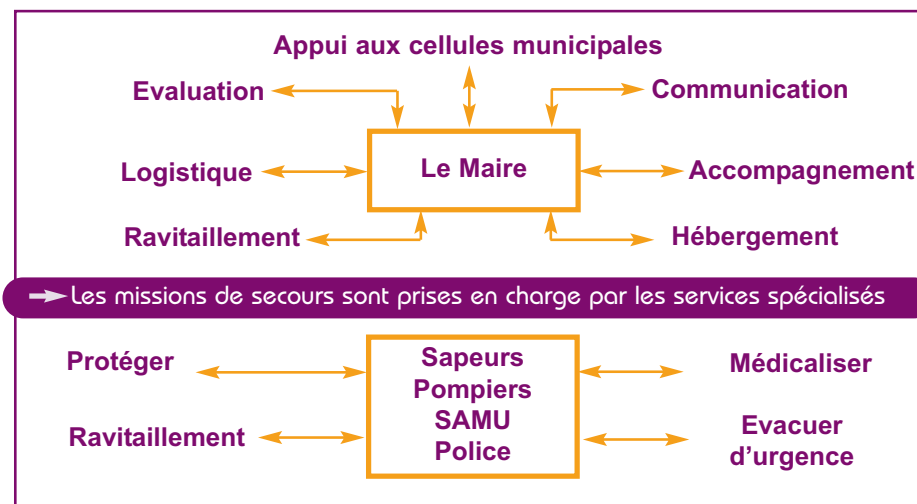 Appui aux cellules municipales
Evaluation
Communication
Logistique
Le Maire
Accompagnement
Ravitaillement
Hébergement
Les missions de secours sont prises en charge par les services spécialisés
Protéger
Sapeurs
Pompiers
SAMU
Police
Médicaliser
Ravitaillement
Evacuer
d'urgence